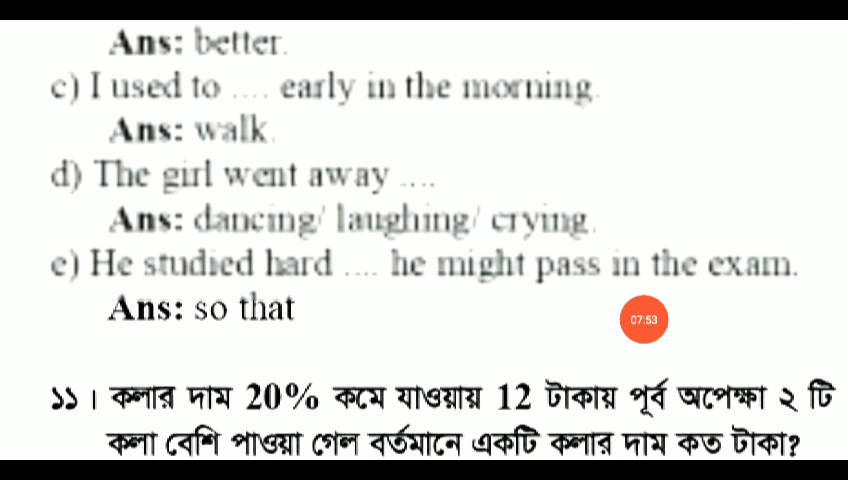 Ans: better.
c) I used to .... early in the morning.
Ans: walk.
d) The girl went away ....
Ans: dancing/ laughing/ crying.
e) He studied hard .... he might pass in the exam.
Ans: so that
07:53
১১। কলার দাম 20% কমে যাওয়ায় 12 টাকায় পূর্ব অপেক্ষা ২ টি
কলা বেশি পাওয়া গেল বর্তমানে একটি কলার দাম কত টাকা?